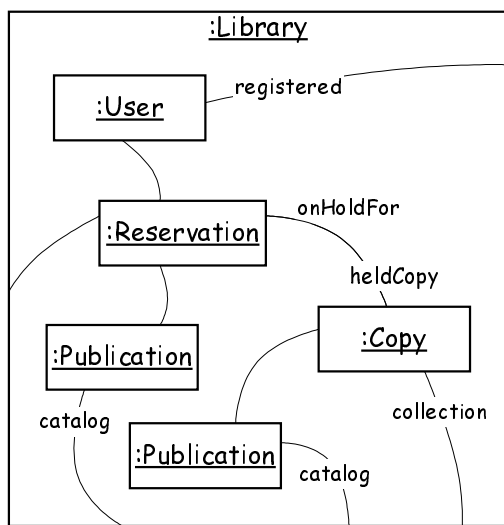 :Library
registered
:User
onHoldFor
:Reservation
heldCopy
:Copy
:Publication
catalog
collection
:Publication
catalog